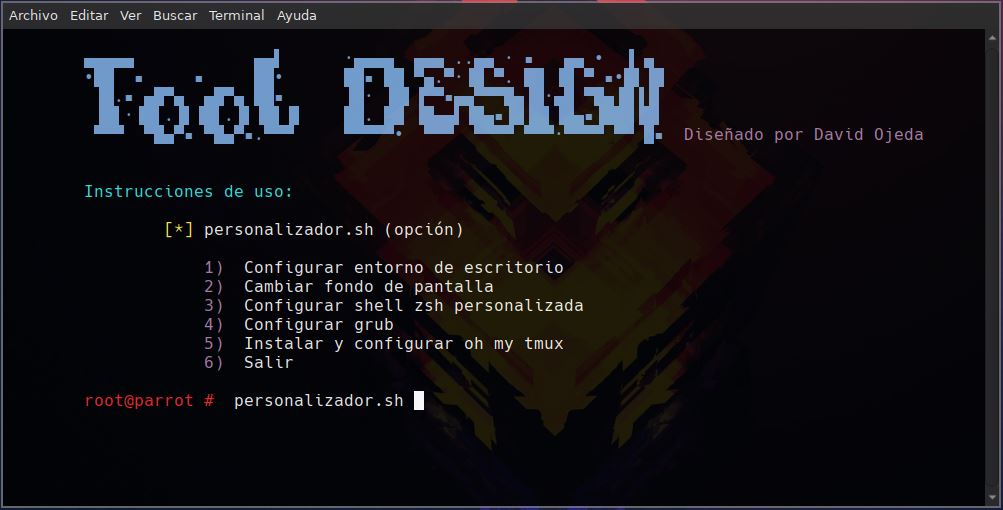 Archivo Editar Ver Buscar Terminal Ayuda
Tool DESiGN
Diseñado por David Ojeda
Instrucciones de uso:
[*] personalizador.sh (opción)
1) Configurar entorno de escritorio
2) Cambiar fondo de pantalla
3) Configurar shell zsh personalizada
4) Configurar grub
5) Instalar y configurar oh my tmux
6) Salir
root@parrot # personalizador.sh